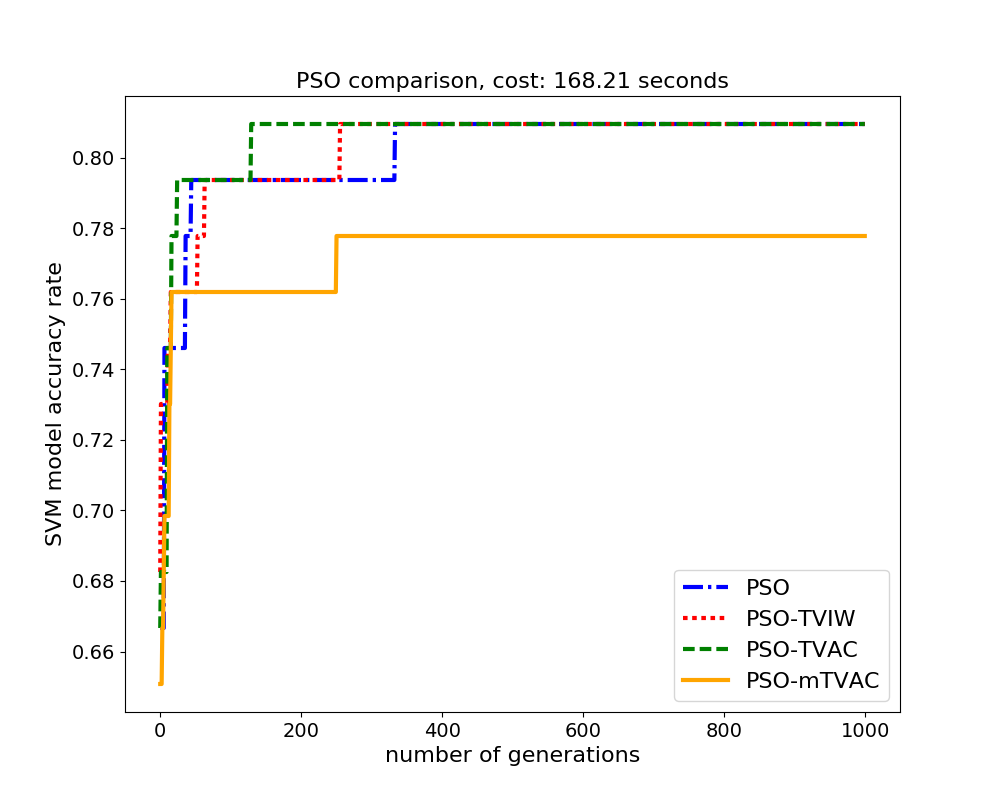 PSO comparison, cost: 168.21 seconds
SVM model accuracy rate
0.80
0.78
0.76
0.74
0.72
0.70
0.68
0.66
0 200 400 600 800 1000
number of generations
PSO
PSO-TVIW
PSO-TVAC
PSO-mTVAC